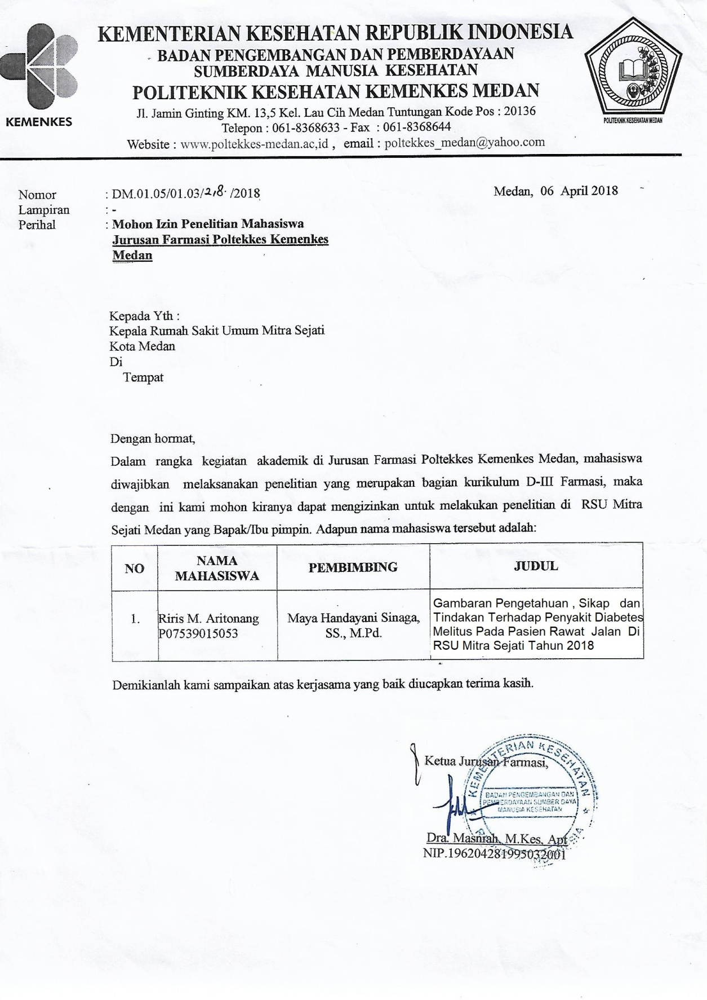 KEMENTERIAN KESEHATAN REPUBLIK INDONESIA
BADAN PENGEMBANGAN DAN PEMBERDAYAAN
SUMBERDAYA MANUSIA KESEHATAN
POLITEKNIK KESEHATAN KEMENKES MEDAN
Jl. Jamin Ginting KM. 13,5 Kel. Lau Cih Medan Tuntungan Kode Pos : 20136
Telepon : 061-8368633 - Fax : 061-8368644
Website : www.poltekkes-medan.ac,id , email : poltekkes_medan@yahoo.com
KEMENKES
POLITEKNIK KESEHATAN MEDAN
Nomor : DM.01.05/01.03/ /2018
Medan, 06 April 2018
Lampiran : -
Perihal : Mohon Izin Penelitian Mahasiswa
Jurusan Farmasi Poltekkes Kemenkes
Medan
Kepada Yth :
Kepala Rumah Sakit Umum Mitra Sejati
Kota Medan
Di
Tempat
Dengan hormat,
Dalam rangka kegiatan akademik di Jurusan Farmasi Poltekkes Kemenkes Medan, mahasiswa
diwajibkan melaksanakan penelitian yang merupakan bagian kurikulum D-III Farmasi, maka
dengan ini kami mohon kiranya dapat mengizinkan untuk melakukan penelitian di RSU Mitra
Sejati Medan yang Bapak/Ibu pimpin. Adapun nama mahasiswa tersebut adalah:
NO
NAMA
MAHASISWA
PEMBIMBING
JUDUL
1.
Riris M. Aritonang
P07539015053
Maya Handayani Sinaga,
SS., M.Pd.
Gambaran Pengetahuan , Sikap dan
Tindakan Terhadap Penyakit Diabetes
Melitus Pada Pasien Rawat Jalan Di
RSU Mitra Sejati Tahun 2018
Demikianlah kami sampaikan atas kerjasama yang baik diucapkan terima kasih.
Ketua Jurusan Farmasi,
KEMENTERIAN KESEHATAN
BADAN PENGEMBANGAN DAN
PEMBERDAYAAN SUMBER DAYA
MANUSIA KESEHATAN
Dra. Masniah, M.Kes, Apt
NIP.196204281995032001